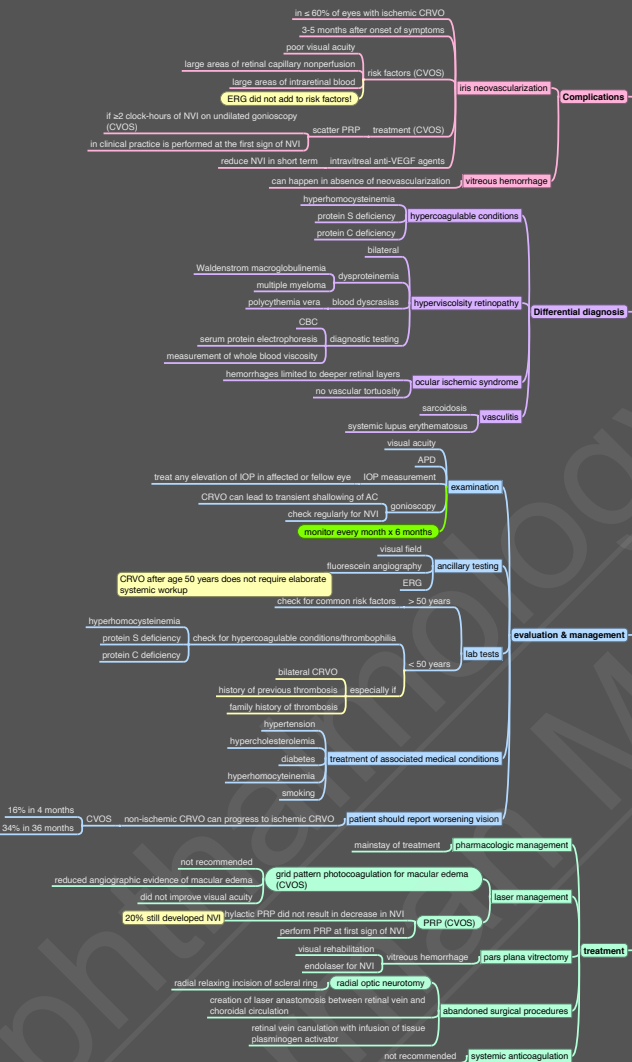 in ≤ 60% of eyes with ischemic CRVO
3-5 months after onset of symptoms
poor visual acuity
large areas of retinal capillary nonperfusion
large areas of intraretinal blood
ERG did not add to risk factors!
risk factors (CVOS)
if ≥2 clock-hours of NVI on undilated gonioscopy
(CVOS)
in clinical practice is performed at the first sign of NVI
scatter PRP
treatment (CVOS)
reduce NVI in short term
intravitreal anti-VEGF agents
iris neovascularization
can happen in absence of neovascularization
vitreous hemorrhage
Complications
hyperhomocysteinemia
protein S deficiency
protein C deficiency
hypercoagulable conditions
bilateral
Waldenstrom macroglobulinemia
multiple myeloma
dysproteinemia
polycythemia vera
blood dyscrasias
CBC
serum protein electrophoresis
measurement of whole blood viscosity
diagnostic testing
hyperviscolsity retinopathy
hemorrhages limited to deeper retinal layers
no vascular tortuosity
ocular ischemic syndrome
sarcoidosis
systemic lupus erythematosus
vasculitis
Differential diagnosis
visual acuity
APD
treat any elevation of IOP in affected or fellow eye
IOP measurement
CRVO can lead to transient shallowing of AC
check regularly for NVI
gonioscopy
monitor every month x 6 months
examination
visual field
fluorescein angiography
ERG
ancillary testing
CRVO after age 50 years does not require elaborate
systemic workup
check for common risk factors
> 50 years
hyperhomocysteinemia
protein S deficiency
protein C deficiency
check for hypercoagulable conditions/thrombophilia
bilateral CRVO
history of previous thrombosis
family history of thrombosis
especially if
< 50 years
lab tests
hypertension
hypercholesterolemia
diabetes
hyperhomocyteinemia
smoking
treatment of associated medical conditions
16% in 4 months
34% in 36 months
CVOS
non-ischemic CRVO can progress to ischemic CRVO
patient should report worsening vision
evaluation & management
mainstay of treatment
pharmacologic management
not recommended
reduced angiographic evidence of macular edema
did not improve visual acuity
grid pattern photocoagulation for macular edema
(CVOS)
20% still developed NVI
hylactic PRP did not result in decrease in NVI
perform PRP at first sign of NVI
PRP (CVOS)
laser management
visual rehabilitation
endolaser for NVI
vitreous hemorrhage
pars plana vitrectomy
radial relaxing incision of scleral ring
radial optic neurotomy
creation of laser anastomosis between retinal vein and
choroidal circulation
retinal vein canulation with infusion of tissue
plasminogen activator
abandoned surgical procedures
not recommended
systemic anticoagulation
treatment